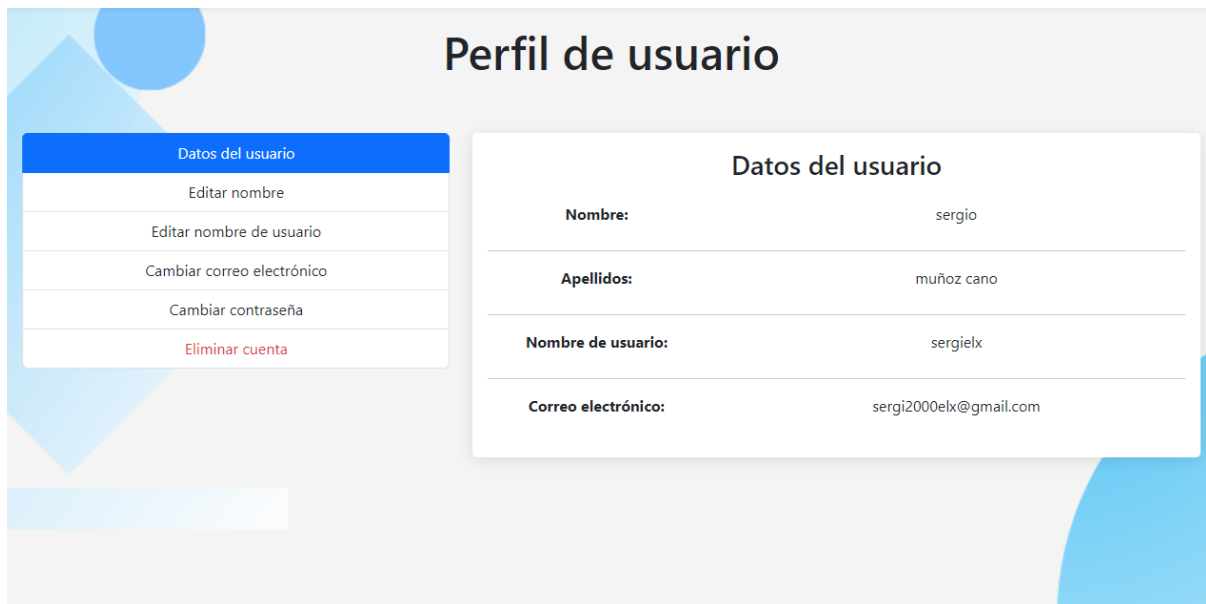 Perfil de usuario
Datos del usuario
Editar nombre
Editar nombre de usuario
Cambiar correo electrónico
Cambiar contraseña
Eliminar cuenta
Datos del usuario
Nombre: sergio
Apellidos: muñoz cano
Nombre de usuario: sergielx
Correo electrónico: sergi2000elx@gmail.com